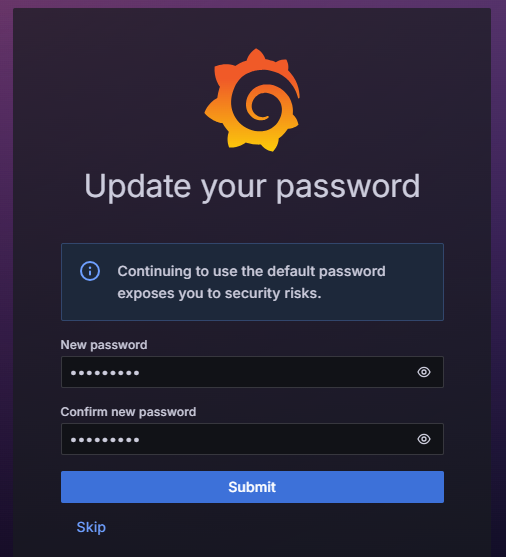 Update your password
Continuing to use the default password
exposes you to security risks.
New password
•••••••••
Confirm new password
•••••••••
Submit
Skip